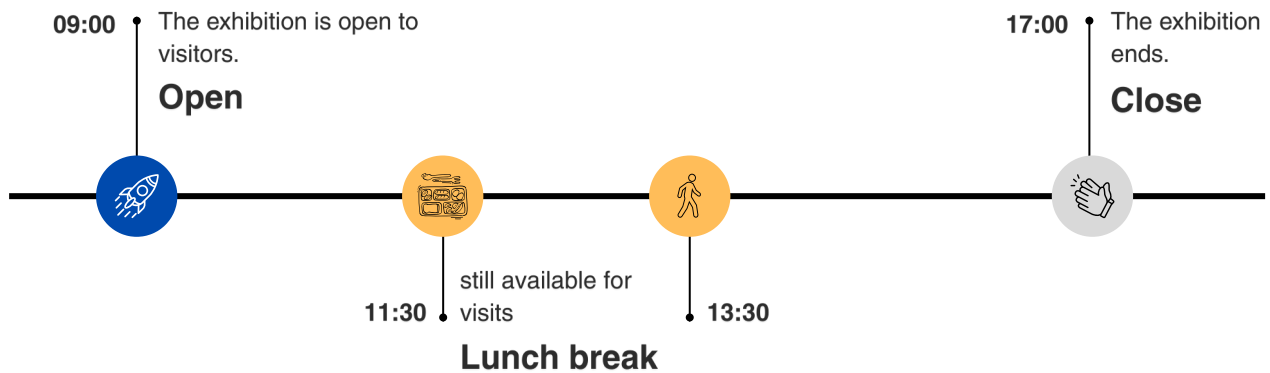 09:00
The exhibition is open to
visitors.
Open
17:00
The exhibition
ends.
Close
11:30
still available for
visits
Lunch break
13:30